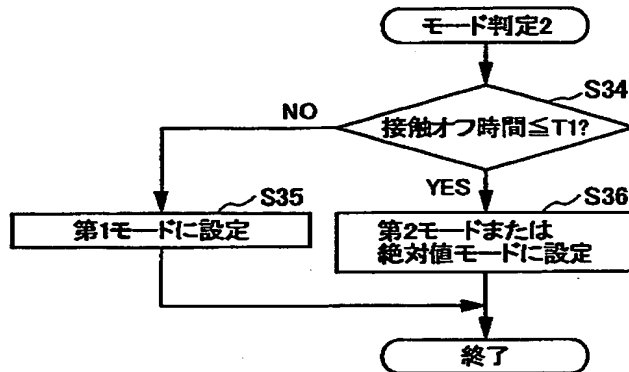 モード判定2
S34
接触オフ時間≦T1?
NO
YES
S35
第1モードに設定
S36
第2モードまたは
絶対値モードに設定
終了